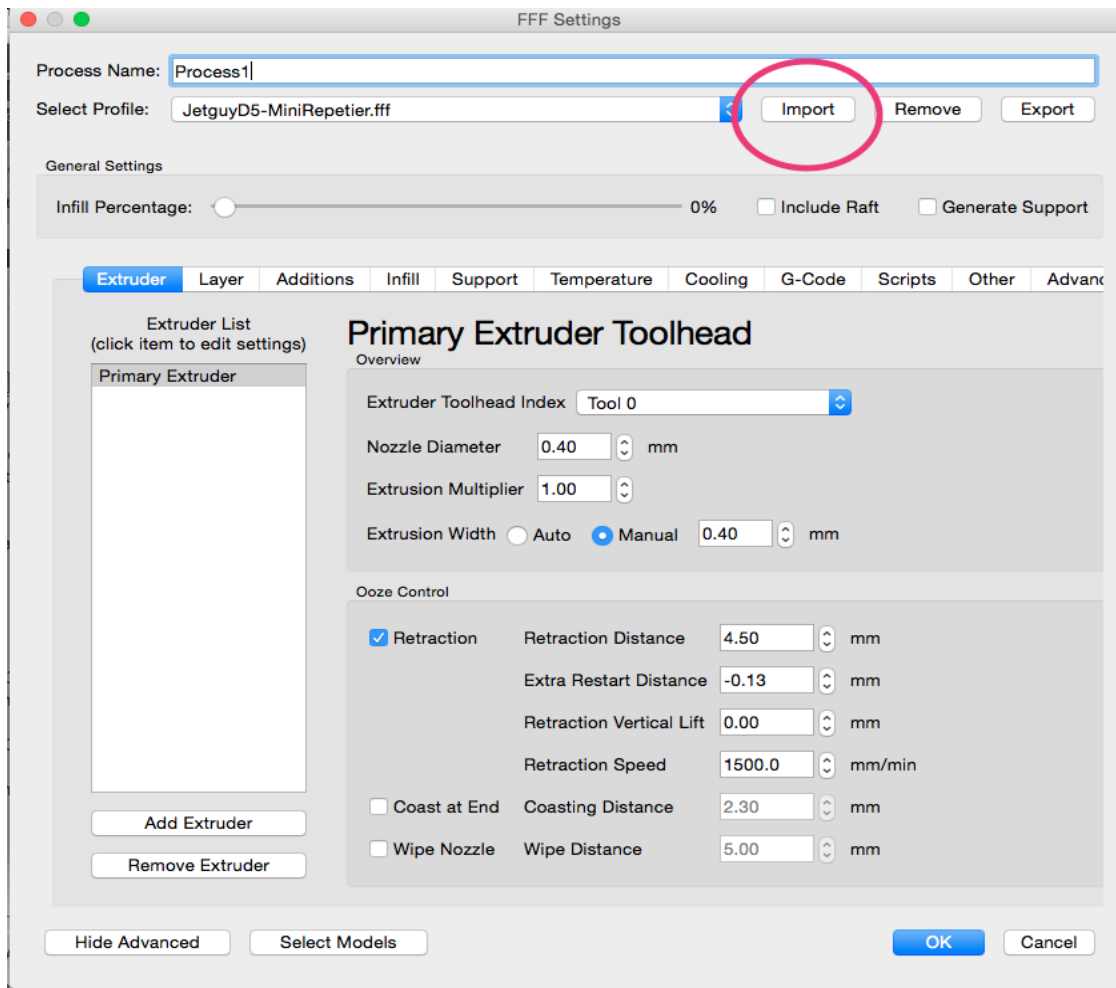 FFF Settings
Process Name: Process1
Select Profile: JetguyD5-MiniRepetier.fff Import Remove Export
General Settings
Infill Percentage: 0% Include Raft Generate Support
Extruder Layer Additions Infill Support Temperature Cooling G-Code Scripts Other Advanc
Extruder List
(click item to edit settings)
Primary Extruder
Add Extruder
Remove Extruder
Primary Extruder Toolhead
Overview
Extruder Toolhead Index Tool 0
Nozzle Diameter 0.40 mm
Extrusion Multiplier 1.00
Extrusion Width Auto Manual 0.40 mm
Ooze Control
Retraction Retraction Distance 4.50 mm
Extra Restart Distance -0.13 mm
Retraction Vertical Lift 0.00 mm
Retraction Speed 1500.0 mm/min
Coast at End Coasting Distance 2.30 mm
Wipe Nozzle Wipe Distance 5.00 mm
Hide Advanced Select Models OK Cancel